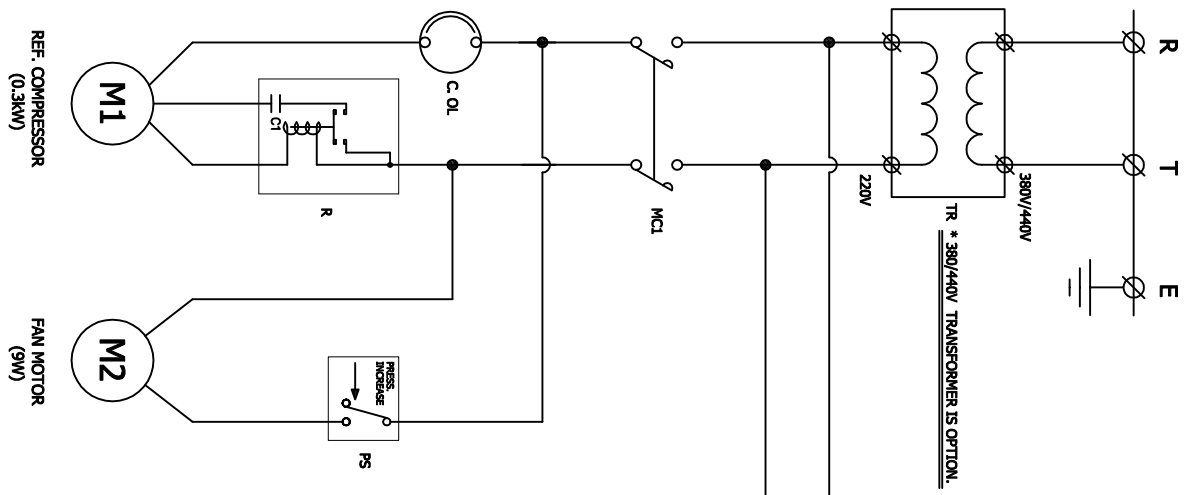 R
T
E
380V/440V
TR * 380/440V TRANSFORMER IS OPTION.
220V
MC1
C. OL
C1
R
PRESS.
INCREASE
PS
M1
REF. COMPRESSOR
(0.3kW)
M2
FAN MOTOR
(9W)